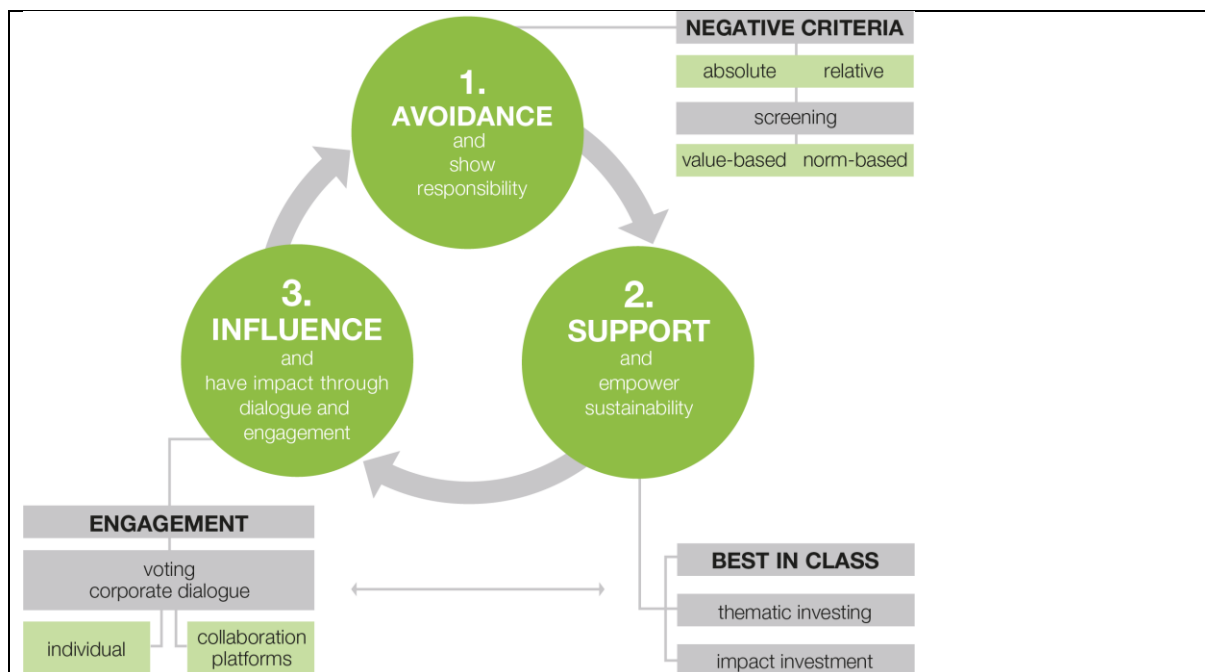 1.
AVOIDANCE
and
show
responsibility
NEGATIVE CRITERIA
absolute relative
screening
value-based norm-based
2.
SUPPORT
and
empower
sustainability
3.
INFLUENCE
and
have impact through
dialogue and
engagement
ENGAGEMENT
voting
corporate dialogue
individual
collaboration
platforms
BEST IN CLASS
thematic investing
impact investment